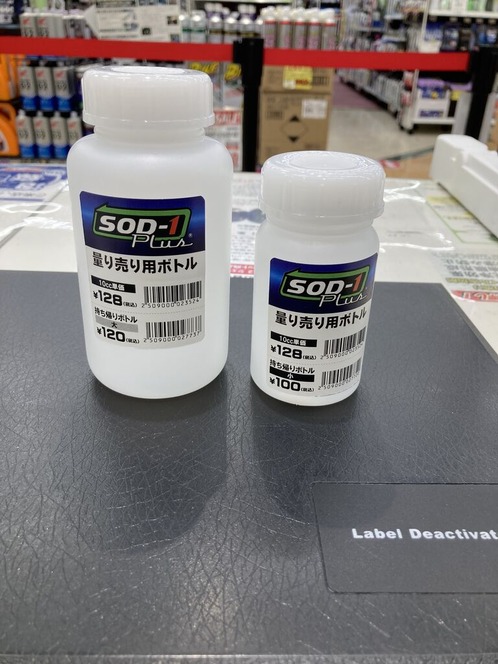 SOD-1
Plus
量り売り用ボトル
10cc単価
¥128(税込)
2 509000 023524
持ち帰りボトル
大
¥120(税込)
SOD-1
Plus
量り売り用ボトル
10cc単価
¥128(税込)
持ち帰りボトル
小
¥100(税込)
Label Deactivat